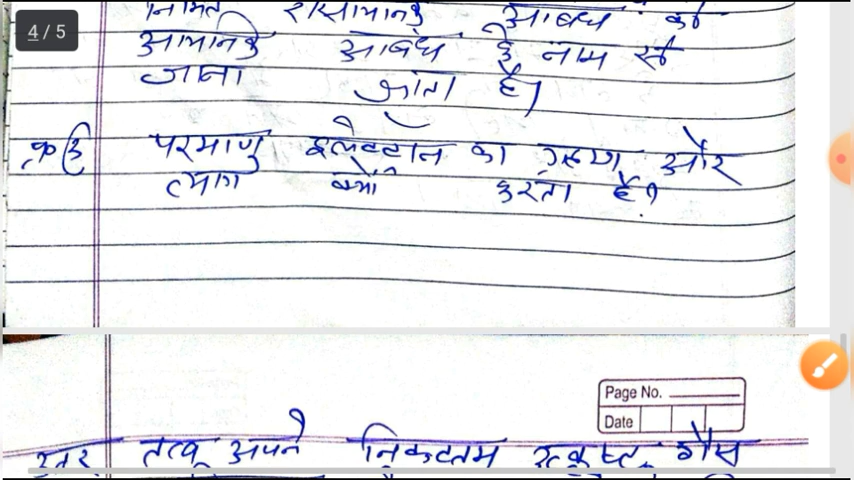 4 / 5
निर्मित रासायनिक आबंध को
आयनिक आबंध के नाम से
जाना जाता है।
परमाणु इलेक्ट्रान का ग्रहण और
त्याग क्यों करता है?
Page No.
Date
उत्तर तत्व अपने निकटतम उत्कृष्ट गैस